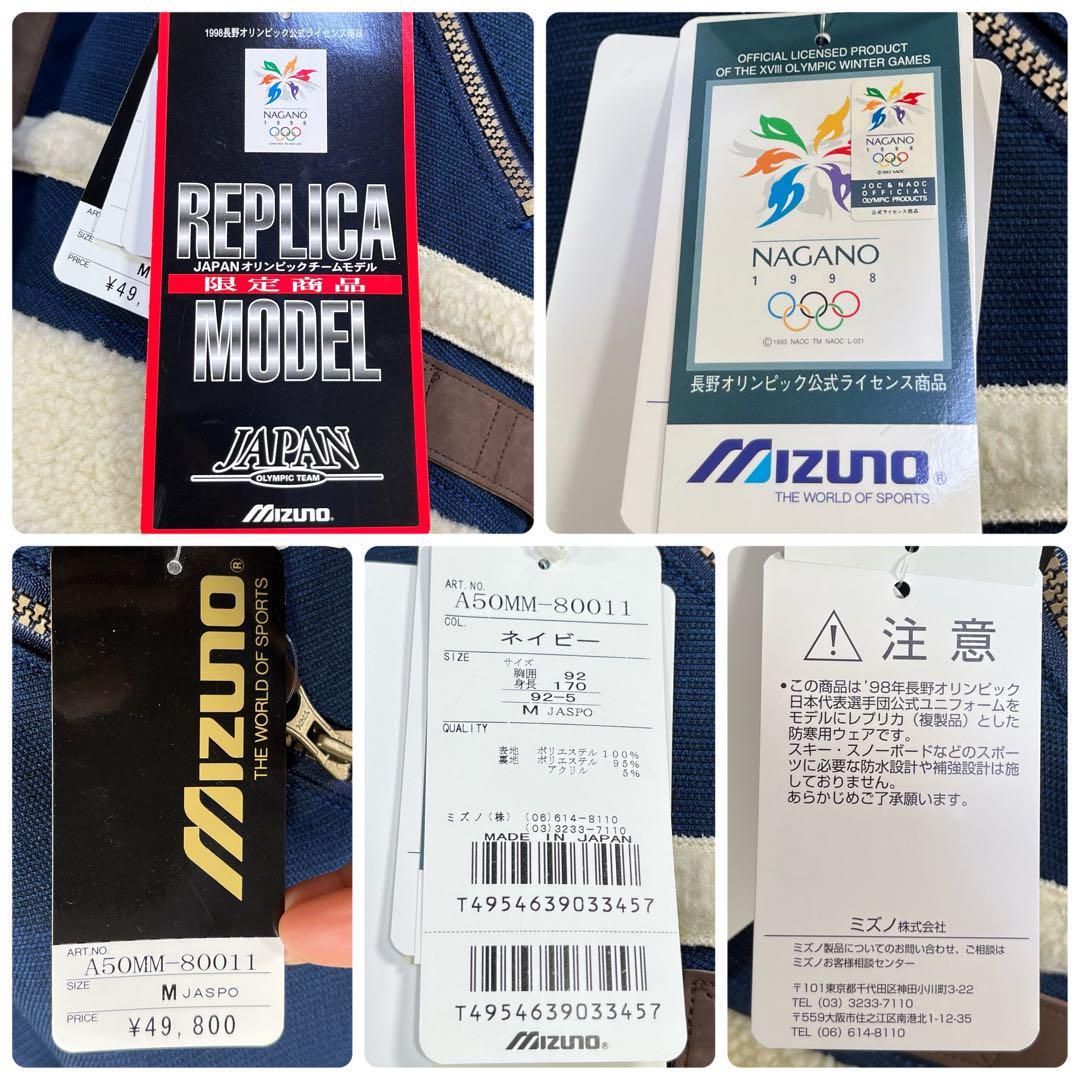 1998長野オリンピック公式ライセンス商品
NAGANO
1998
REPLICA
JAPANオリンピックチームモデル
限定商品
MODEL
JAPAN
OLYMPIC TEAM
MIZUNO
ART
SIZE
M
PRICE
¥49,
OFFICIAL LICENSED PRODUCT
OF THE XVIII OLYMPIC WINTER GAMES
NAGANO
1998
JOC & NAOC
OFFICIAL
OLYMPIC PRODUCTS
公式ライセンス商品
NAGANO
1998
©1993 NAOC TM NAOC L-001
長野オリンピック公式ライセンス商品
MIZUNO®
THE WORLD OF SPORTS
MIZUNO®
THE WORLD OF SPORTS
ART.NO.
A50MM-80011
SIZE
M JASPO
PRICE
¥49,800
ART.NO.
A50MM-80011
COL.
ネイビー
SIZE
サイズ
胸囲 92
身長 170
92-5
M JASPO
QUALITY
表地 ポリエステル 100%
裏地 ポリエステル 95%
アクリル 5%
ミズノ(株) (06)614-8110
(03)3233-7110
MADE IN JAPAN
T4954639033457
T4954639033457
MIZUNO®
注意
•この商品は'98年長野オリンピック
日本代表選手団公式ユニフォームを
モデルにレプリカ(複製品)とした
防寒用ウェアです。
スキー・スノーボードなどのスポー
ツに必要な防水設計や補強設計は施
しておりません。
あらかじめご了承願います。
ミズノ株式会社
ミズノ製品についてのお問い合わせ、ご相談は
ミズノお客様相談センター
〒101東京都千代田区神田小川町3-22
TEL (03) 3233-7110
〒559大阪市住之江区南港北1-12-35
TEL (06) 614-8110